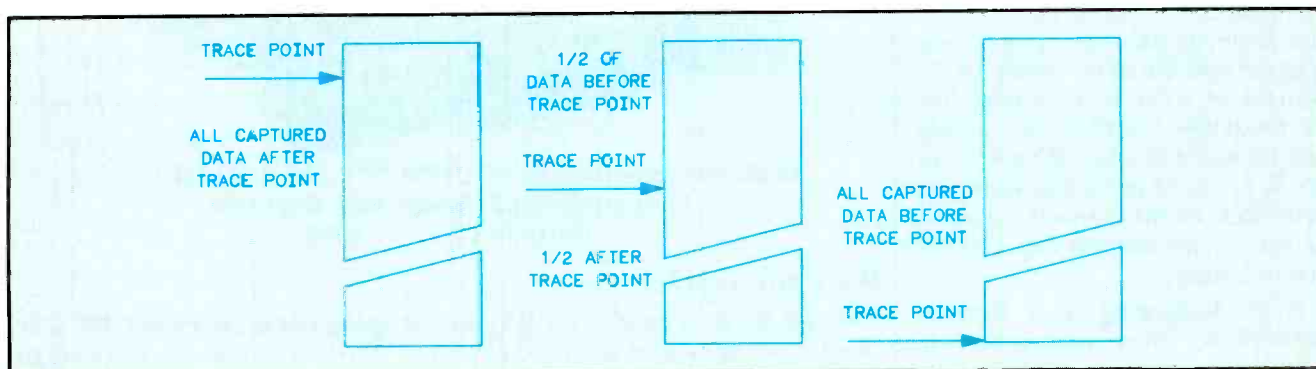 TRACE POINT
ALL CAPTURED
DATA AFTER
TRACE POINT
1/2 OF
DATA BEFORE
TRACE POINT
TRACE POINT
1/2 AFTER
TRACE POINT
ALL CAPTURED
DATA BEFORE
TRACE POINT
TRACE POINT